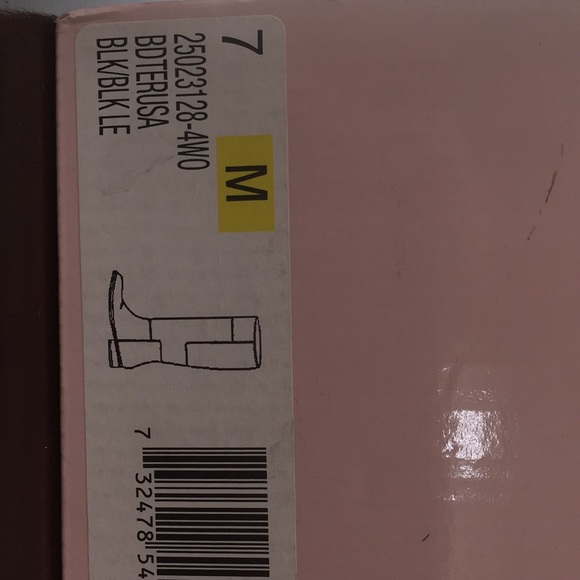 7
25023128-4W0
BDTERUSA
BLK/BLK LE
M
7 32478 54